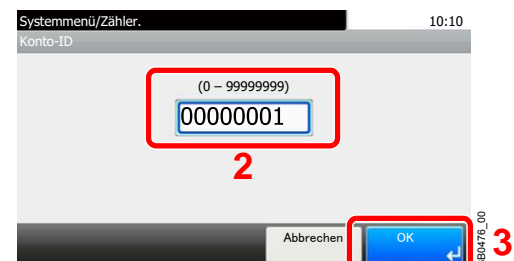 Systemmenü/Zähler. 10:10
Konto-ID
(0 – 99999999)
00000001
2
Abbrechen OK
3
B0476_00